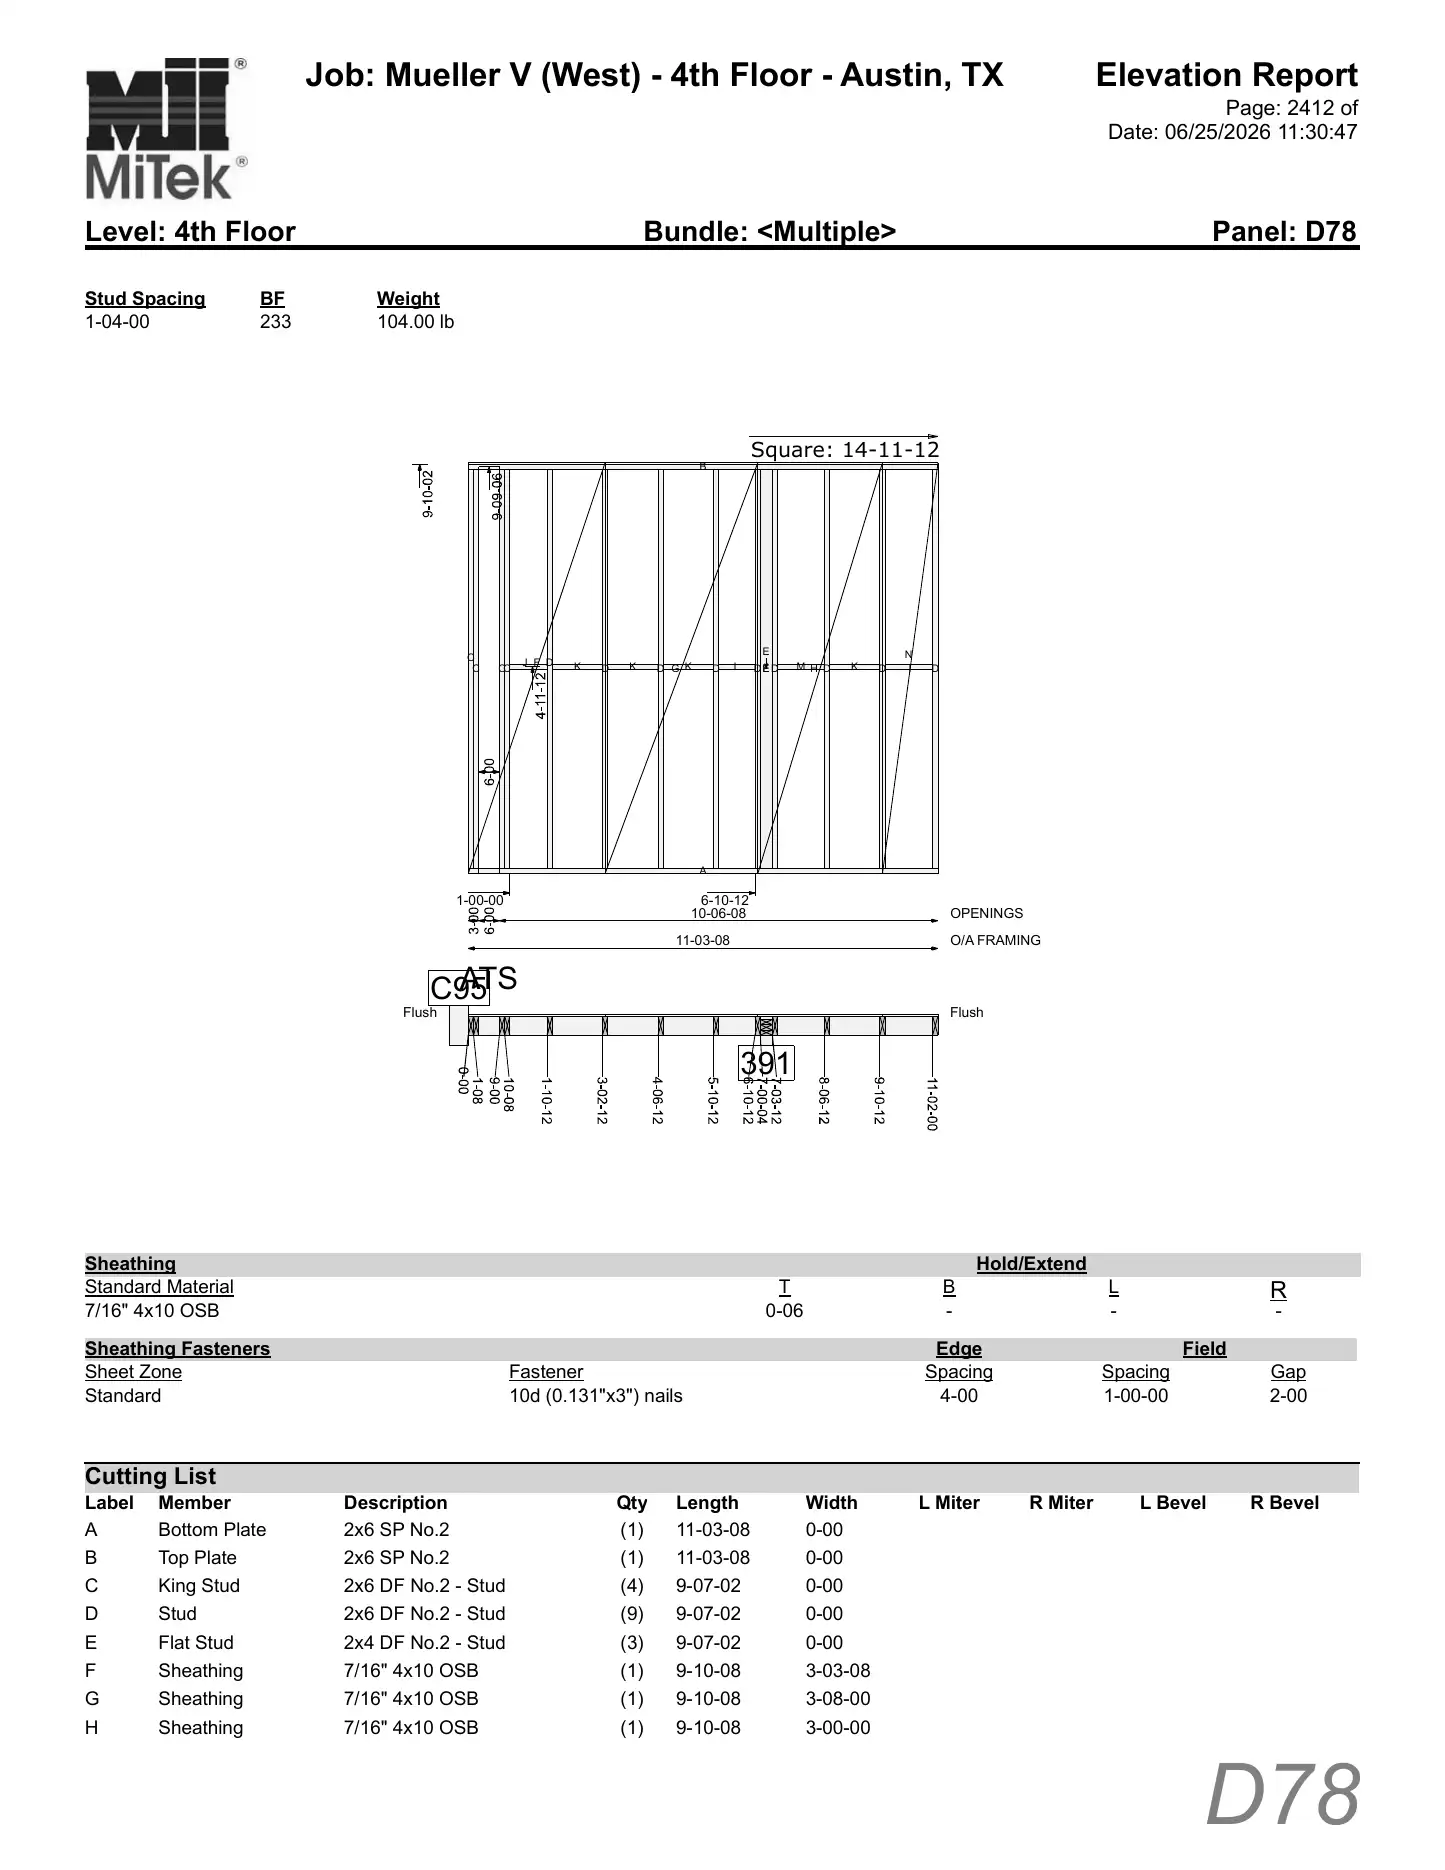 Job: Mueller V (West) - 4th Floor - Austin, TX
Elevation Report
Page: 2412 of
Date: 06/25/2026 11:30:47
MiTek®
Level: 4th Floor Bundle: <Multiple> Panel: D78
Stud Spacing BF Weight
1-04-00 233 104.00 lb
Square: 14-11-12
9-10-02
9-09-06
B
E
N
K K G K I E M H K
4-11-12
6-00
A
1-00-00 6-10-12
3-00 6-00 10-06-08 OPENINGS
11-03-08 O/A FRAMING
ATS
C95
Flush Flush
391
0-00 1-08 9-00 10-08 1-10-12 3-02-12 4-06-12 5-10-12 6-10-12 7-00-04 7-03-12 8-06-12 9-10-12 11-02-00
Sheathing Hold/Extend
Standard Material T B L R
7/16" 4x10 OSB 0-06 - - -
Sheathing Fasteners Edge Field
Sheet Zone Fastener Spacing Spacing Gap
Standard 10d (0.131"x3") nails 4-00 1-00-00 2-00
Cutting List
Label Member Description Qty Length Width L Miter R Miter L Bevel R Bevel
A Bottom Plate 2x6 SP No.2 (1) 11-03-08 0-00
B Top Plate 2x6 SP No.2 (1) 11-03-08 0-00
C King Stud 2x6 DF No.2 - Stud (4) 9-07-02 0-00
D Stud 2x6 DF No.2 - Stud (9) 9-07-02 0-00
E Flat Stud 2x4 DF No.2 - Stud (3) 9-07-02 0-00
F Sheathing 7/16" 4x10 OSB (1) 9-10-08 3-03-08
G Sheathing 7/16" 4x10 OSB (1) 9-10-08 3-08-00
H Sheathing 7/16" 4x10 OSB (1) 9-10-08 3-00-00
D78